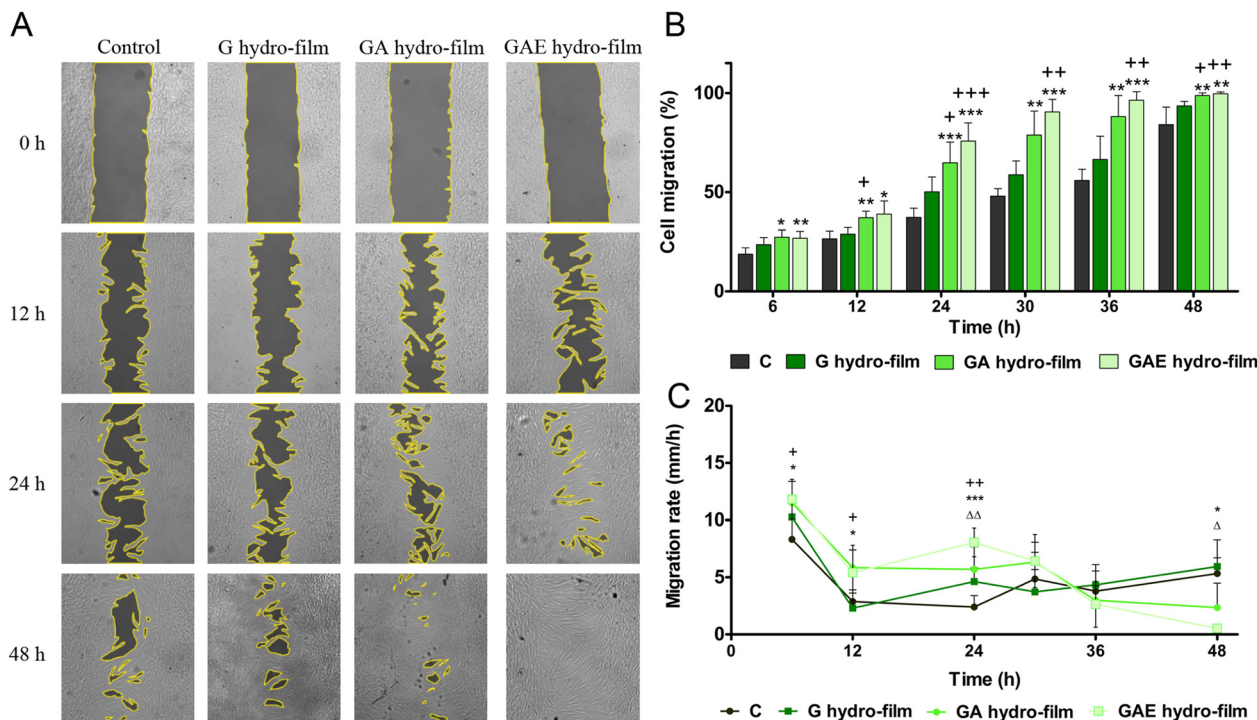 A
Control G hydro-film GA hydro-film GAE hydro-film
0 h
12 h
24 h
48 h
B
Cell migration (%)
100
50
0
+ ++
+++ ++ *** ** **
+ *** ** *** **
+ ***
* ** ** *
6 12 24 30 36 48
Time (h)
C G hydro-film GA hydro-film GAE hydro-film
C
Migration rate (mm/h)
20
15
10
5
0
+
*
+
*
++
***
ΔΔ
*
Δ
0 12 24 36 48
Time (h)
C G hydro-film GA hydro-film GAE hydro-film